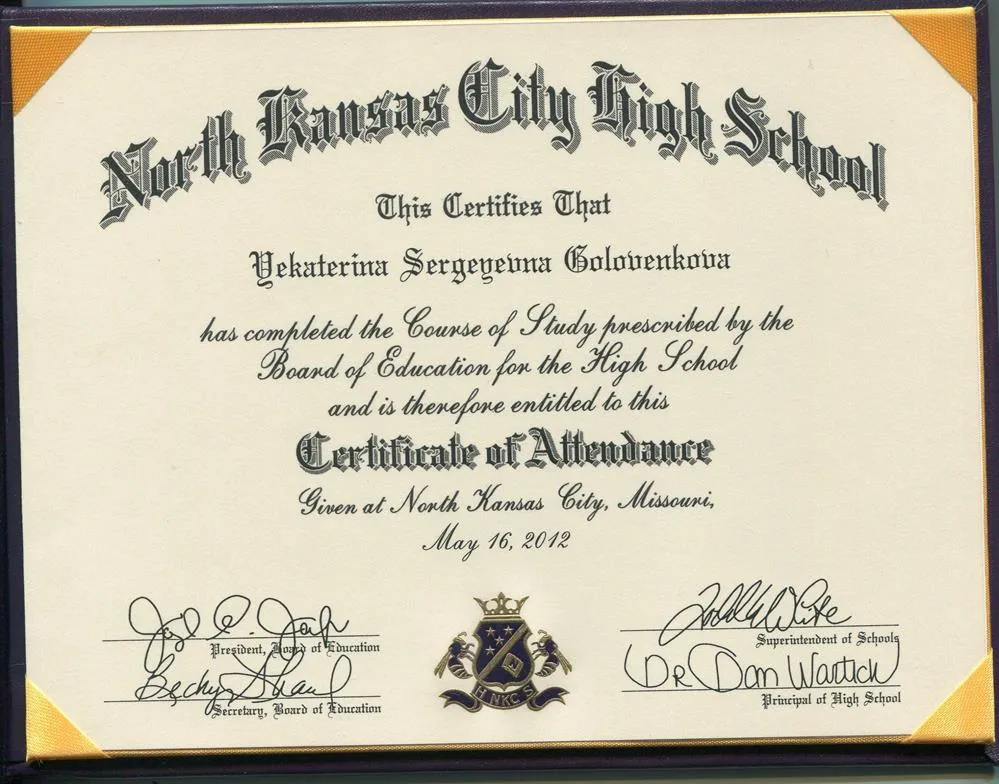 North Kansas City High School
This Certifies That
Yekaterina Sergeyevna Golovenkova
has completed the Course of Study prescribed by the
Board of Education for the High School
and is therefore entitled to this
Certificate of Attendance
Given at North Kansas City, Missouri,
May 16, 2012
President, Board of Education
Becky
Secretary, Board of Education
Superintendent of Schools
Dr Dan Wartick
Principal of High School
H NKC S